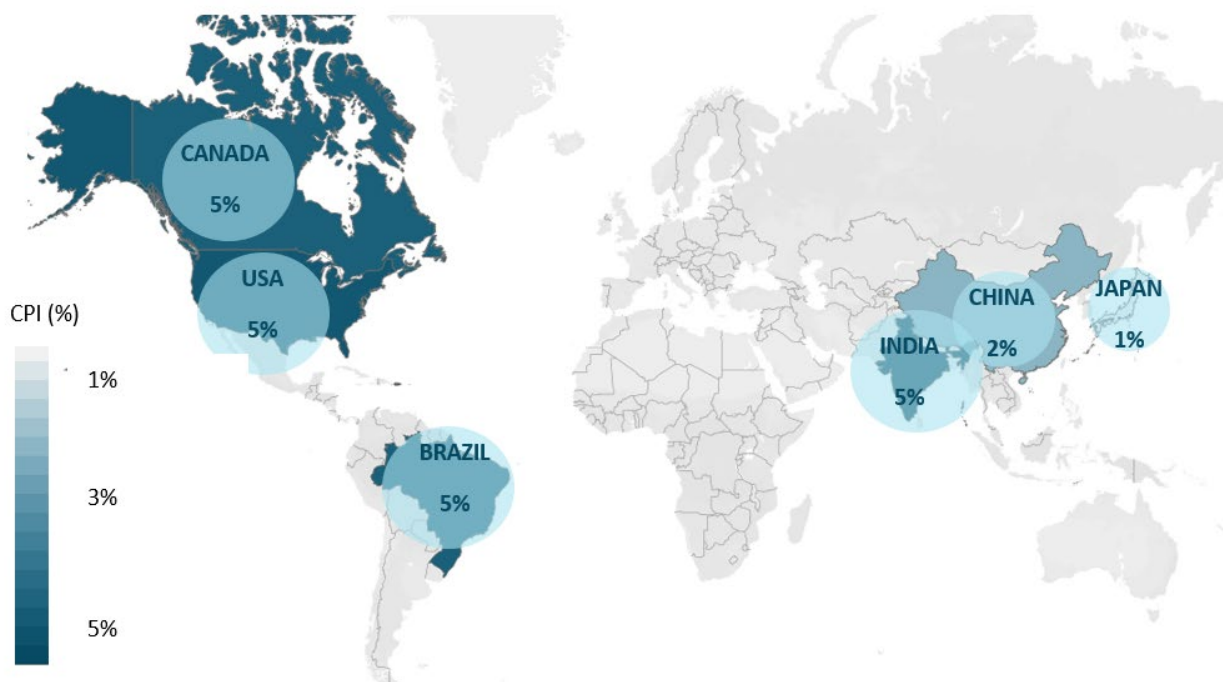 CANADA
5%
USA
5%
CPI (%)
1%
3%
5%
BRAZIL
5%
INDIA
5%
CHINA
2%
JAPAN
1%